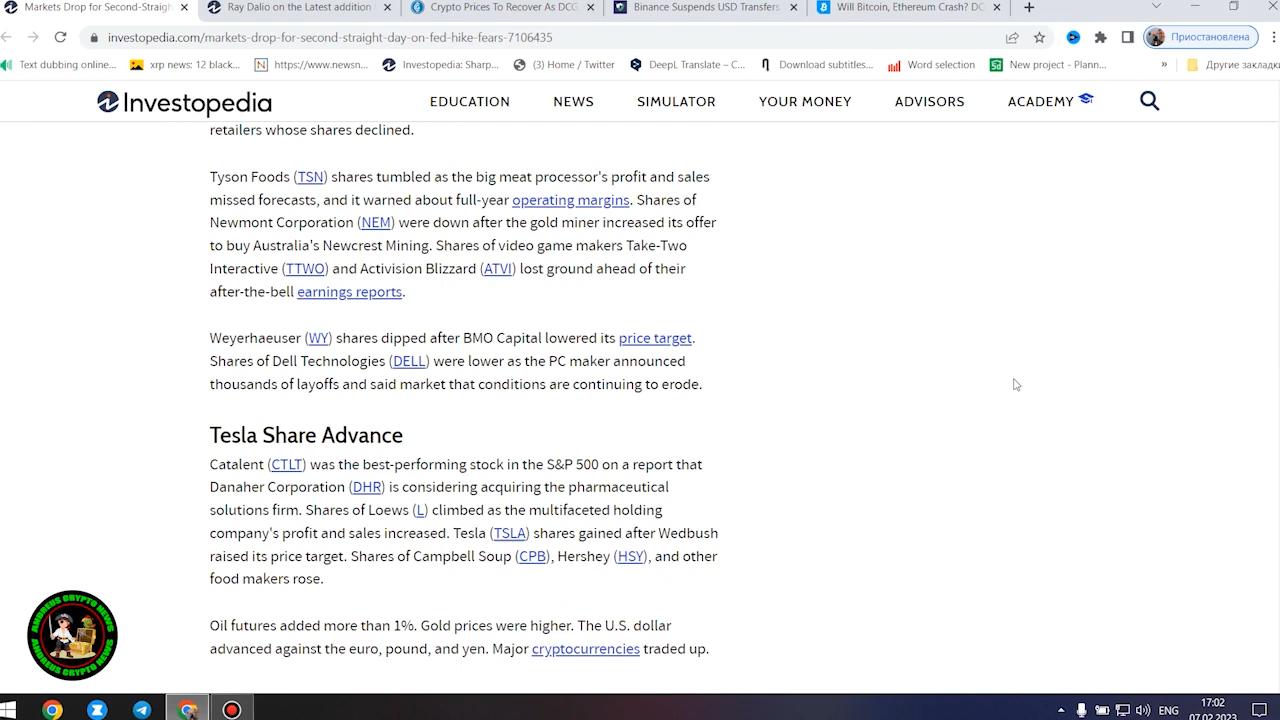 Markets Drop for Second-Straigh
Ray Dalio on the Latest addition
Crypto Prices To Recover As DCG
Binance Suspends USD Transfers
Will Bitcoin, Ethereum Crash? DC
investopedia.com/markets-drop-for-second-straight-day-on-fed-hike-fears-7106435
Приостановлена
Text dubbing online...
xrp news: 12 black...
https://www.newsn...
Investopedia: Sharp...
(3) Home / Twitter
DeepL Translate – C...
Download subtitles...
Word selection
New project - Plann...
»
Другие закладки
Investopedia
EDUCATION
NEWS
SIMULATOR
YOUR MONEY
ADVISORS
ACADEMY
retailers whose shares declined.
Tyson Foods (TSN) shares tumbled as the big meat processor's profit and sales
missed forecasts, and it warned about full-year operating margins. Shares of
Newmont Corporation (NEM) were down after the gold miner increased its offer
to buy Australia's Newcrest Mining. Shares of video game makers Take-Two
Interactive (TTWO) and Activision Blizzard (ATVI) lost ground ahead of their
after-the-bell earnings reports.
Weyerhaeuser (WY) shares dipped after BMO Capital lowered its price target.
Shares of Dell Technologies (DELL) were lower as the PC maker announced
thousands of layoffs and said market that conditions are continuing to erode.
Tesla Share Advance
Catalent (CTLT) was the best-performing stock in the S&P 500 on a report that
Danaher Corporation (DHR) is considering acquiring the pharmaceutical
solutions firm. Shares of Loews (L) climbed as the multifaceted holding
company's profit and sales increased. Tesla (TSLA) shares gained after Wedbush
raised its price target. Shares of Campbell Soup (CPB), Hershey (HSY), and other
food makers rose.
Oil futures added more than 1%. Gold prices were higher. The U.S. dollar
advanced against the euro, pound, and yen. Major cryptocurrencies traded up.
ANDREUS CRYPTO NEWS
ANDREUS CRYPTO NEWS
ENG
17:02
07.02.2023